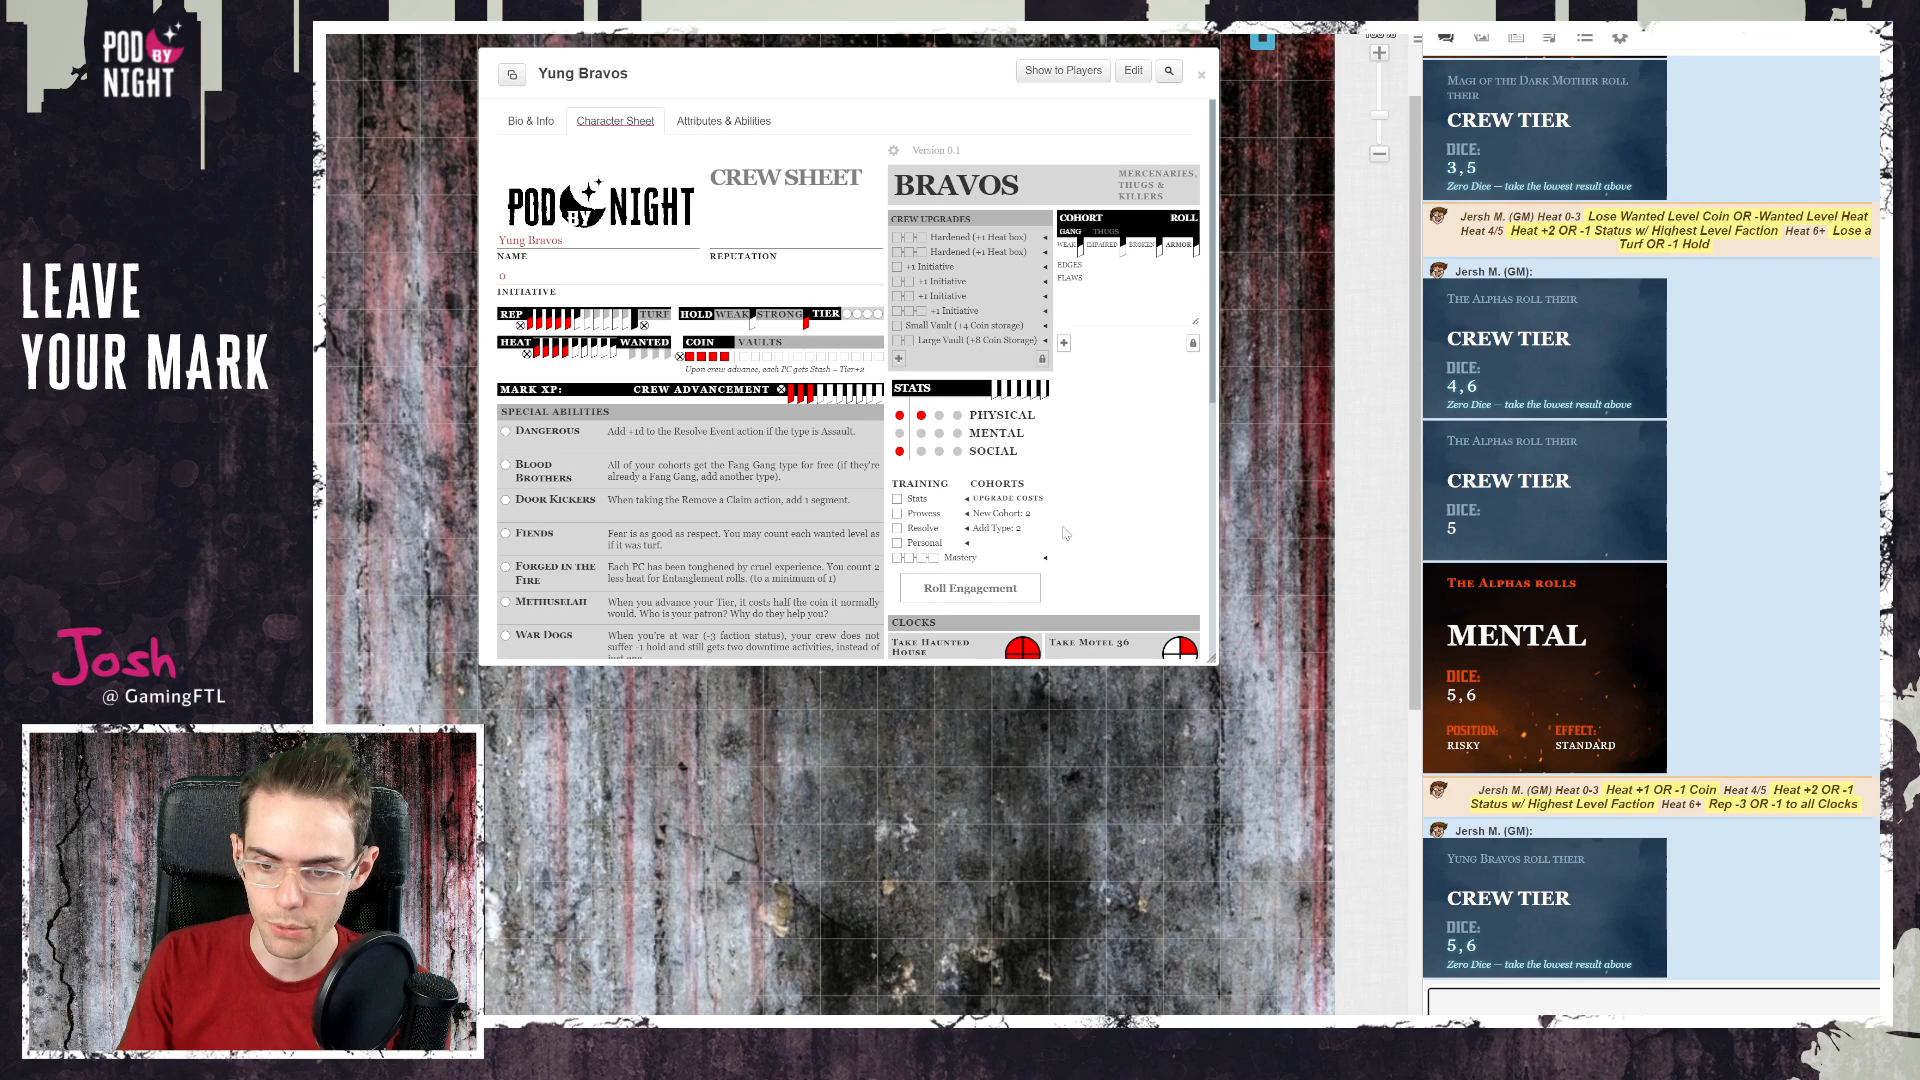 POD BY NIGHT
LEAVE
YOUR MARK
Josh
@ GamingFTL
Yung Bravos
Show to Players
Edit
Bio & Info
Character Sheet
Attributes & Abilities
Version 0.1
POD BY NIGHT
CREW SHEET
Yung Bravos
NAME
REPUTATION
0
INITIATIVE
REP
TURF
HOLD
WEAK
STRONG
TIER
HEAT
WANTED
COIN
VAULTS
Upon crew advance, each PC gets Stash = Tier+2
MARK XP:
CREW ADVANCEMENT
SPECIAL ABILITIES
DANGEROUS
Add +1d to the Resolve Event action if the type is Assault.
BLOOD
BROTHERS
All of your cohorts get the Fang Gang type for free (if they're
already a Fang Gang, add another type).
DOOR KICKERS
When taking the Remove a Claim action, add 1 segment.
FIENDS
Fear is as good as respect. You may count each wanted level as
if it was turf.
FORGED IN THE
FIRE
Each PC has been toughened by cruel experience. You count 2
less heat for Entanglement rolls. (to a minimum of 1)
METHUSELAH
When you advance your Tier, it costs half the coin it normally
would. Who is your patron? Why do they help you?
WAR DOGS
When you're at war (-3 faction status), your crew does not
suffer -1 hold and still gets two downtime activities, instead of
just one.
BRAVOS
MERCENARIES,
THUGS &
KILLERS
CREW UPGRADES
Hardened (+1 Heat box)
Hardened (+1 Heat box)
+1 Initiative
+1 Initiative
+1 Initiative
+1 Initiative
Small Vault (+4 Coin storage)
Large Vault (+8 Coin Storage)
COHORT
ROLL
GANG
THUGS
WEAK
IMPAIRED
BROKEN
ARMOR
EDGES
FLAWS
STATS
PHYSICAL
MENTAL
SOCIAL
TRAINING
Stats
Prowess
Resolve
Personal
Mastery
COHORTS
UPGRADE COSTS
New Cohort: 2
Add Type: 2
Roll Engagement
CLOCKS
TAKE HAUNTED
HOUSE
TAKE MOTEL 36
MAGI OF THE DARK MOTHER ROLL
THEIR
CREW TIER
DICE:
3,5
Zero Dice — take the lowest result above
Jersh M. (GM) Heat 0-3 Lose Wanted Level Coin OR -Wanted Level Heat
Heat 4/5 Heat +2 OR -1 Status w/ Highest Level Faction Heat 6+ Lose a
Turf OR -1 Hold
Jersh M. (GM):
THE ALPHAS ROLL THEIR
CREW TIER
DICE:
4,6
Zero Dice — take the lowest result above
THE ALPHAS ROLL THEIR
CREW TIER
DICE:
5
THE ALPHAS ROLLS
MENTAL
DICE:
5,6
POSITION:
RISKY
EFFECT:
STANDARD
Jersh M. (GM) Heat 0-3 Heat +1 OR -1 Coin Heat 4/5 Heat +2 OR -1
Status w/ Highest Level Faction Heat 6+ Rep -3 OR -1 to all Clocks
Jersh M. (GM):
YUNG BRAVOS ROLL THEIR
CREW TIER
DICE:
5,6
Zero Dice — take the lowest result above